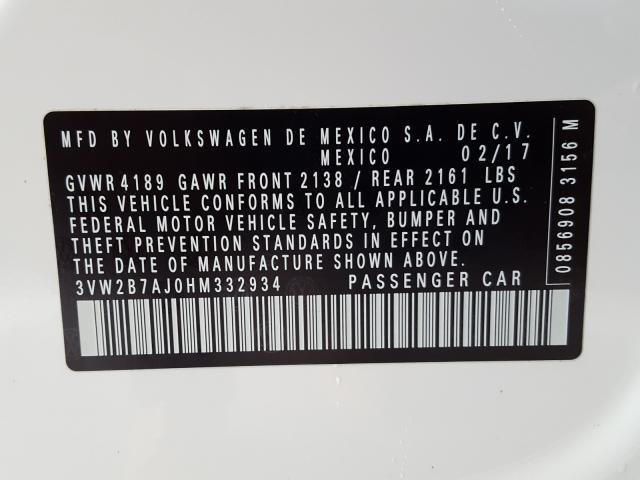 MFD BY VOLKSWAGEN DE MEXICO S.A. DE C.V.
MEXICO 02/17
GVWR 4189 GAWR FRONT 2138 / REAR 2161 LBS
THIS VEHICLE CONFORMS TO ALL APPLICABLE U.S.
FEDERAL MOTOR VEHICLE SAFETY, BUMPER AND
THEFT PREVENTION STANDARDS IN EFFECT ON
THE DATE OF MANUFACTURE SHOWN ABOVE.
3VW2B7AJ0HM332934 PASSENGER CAR
0856908 3156 M